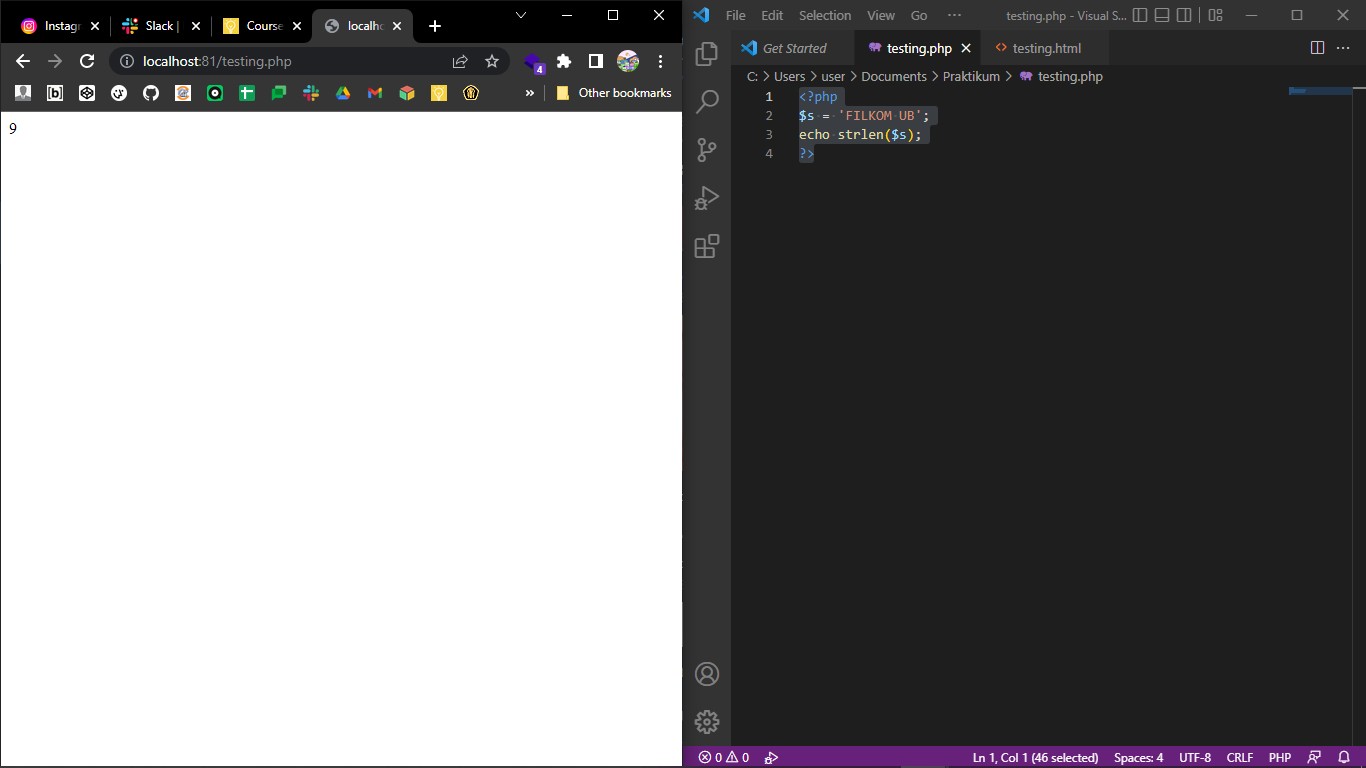 Instagr
Slack |
Course
localho
localhost:81/testing.php
4
Other bookmarks
9
File Edit Selection View Go ··· testing.php - Visual S...
Get Started testing.php testing.html
C: > Users > user > Documents > Praktikum > testing.php
1 <?php
2 $s = 'FILKOM UB';
3 echo strlen($s);
4 ?>
0 0 Ln 1, Col 1 (46 selected) Spaces: 4 UTF-8 CRLF PHP